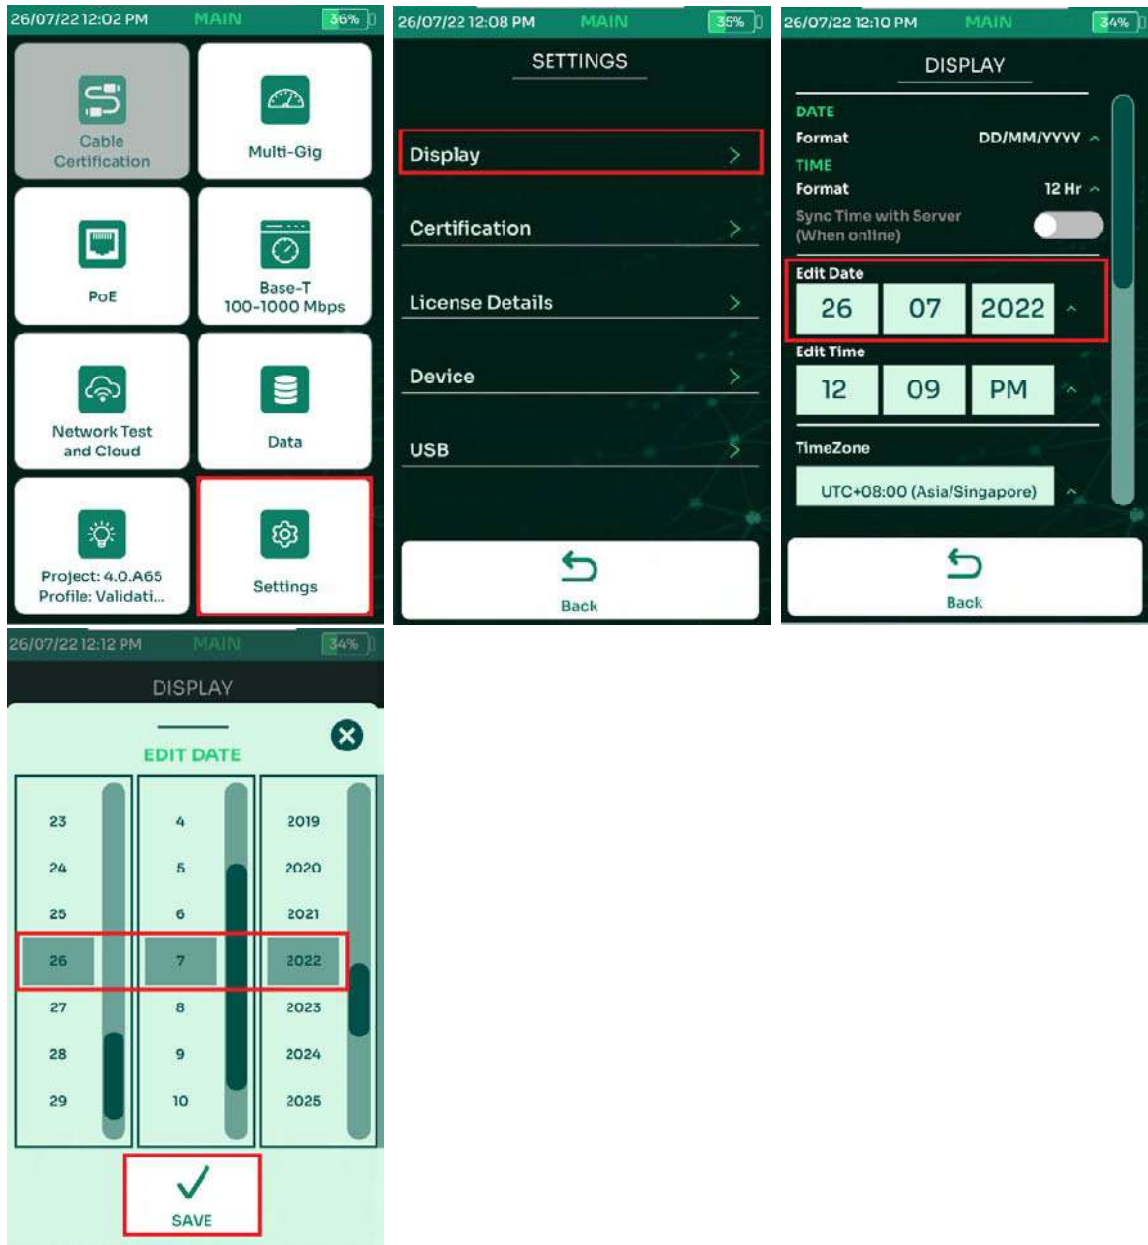 26/07/22 12:02 PM MAIN 36%
Cable
Certification
Multi-Gig
PoE
Base-T
100-1000 Mbps
Network Test
and Cloud
Data
Project: 4.0.A65
Profile: Validati...
Settings
26/07/22 12:08 PM MAIN 35%
SETTINGS
Display
Certification
License Details
Device
USB
Back
26/07/22 12:10 PM MAIN 34%
DISPLAY
DATE
Format DD/MM/YYYY
TIME
Format 12 Hr
Sync Time with Server
(When online)
Edit Date
26 07 2022
Edit Time
12 09 PM
TimeZone
UTC+08:00 (Asia/Singapore)
Back
26/07/22 12:12 PM MAIN 34%
DISPLAY
EDIT DATE
23 4 2019
24 5 2020
25 6 2021
26 7 2022
27 8 2023
28 9 2024
29 10 2025
SAVE